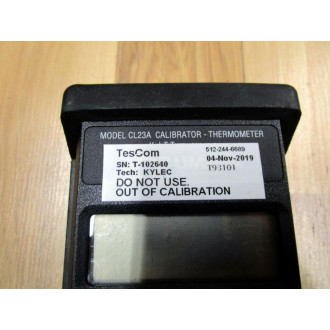 MODEL CL23A CALIBRATOR - THERMOMETER
TesCom 512-244-6689
SN: T-102640 04-Nov-2019
Tech: KYLEC T93101
DO NOT USE.
OUT OF CALIBRATION